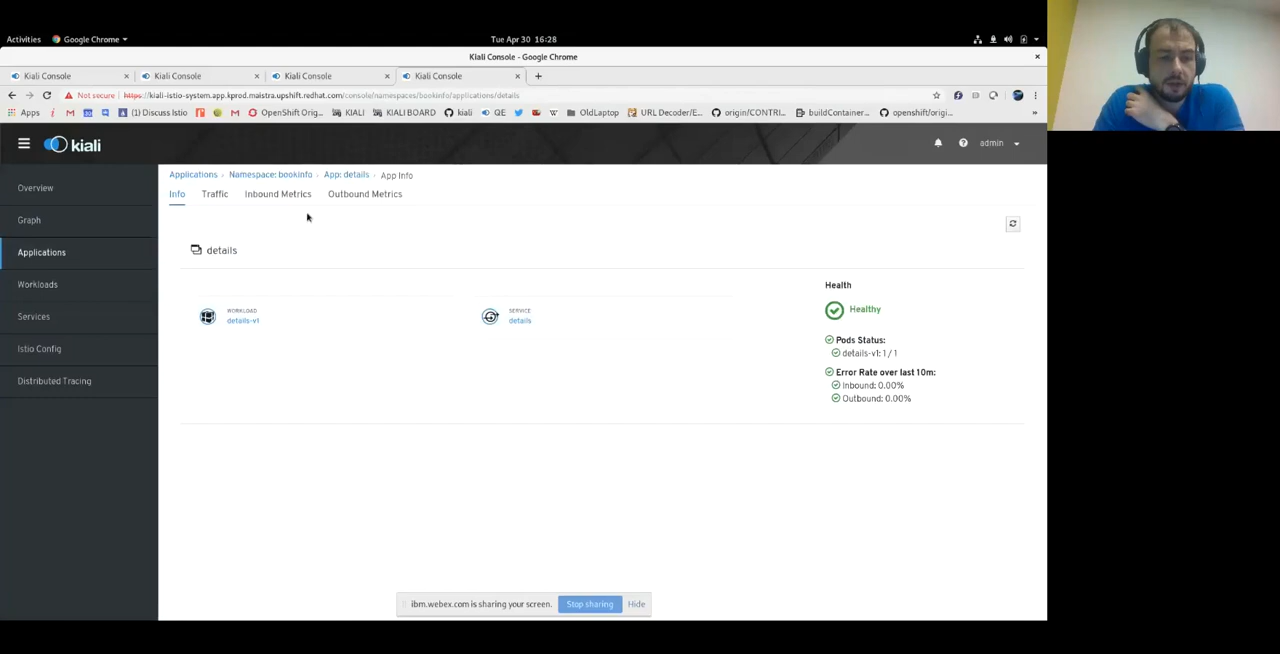 Activities Google Chrome Tue Apr 30 16:28
Kiali Console - Google Chrome
Kiali Console Kiali Console Kiali Console Kiali Console
Not secure https://kiali-istio-system.app.kprod.maistra.upshift.redhat.com/console/namespaces/bookinfo/applications/details
Apps (1) Discuss Istio OpenShift Orig... KIALI KIALI BOARD kiali QE OldLaptop URL Decoder/E... origin/CONTRI... buildContainer... openshift/origi...
kiali admin
Applications Namespace: bookinfo App: details App Info
Info Traffic Inbound Metrics Outbound Metrics
Overview
Graph
Applications
Workloads
Services
Istio Config
Distributed Tracing
details
WORKLOAD
details-v1
SERVICE
details
Health
Healthy
Pods Status:
details-v1: 1 / 1
Error Rate over last 10m:
Inbound: 0.00%
Outbound: 0.00%
ibm.webex.com is sharing your screen. Stop sharing Hide